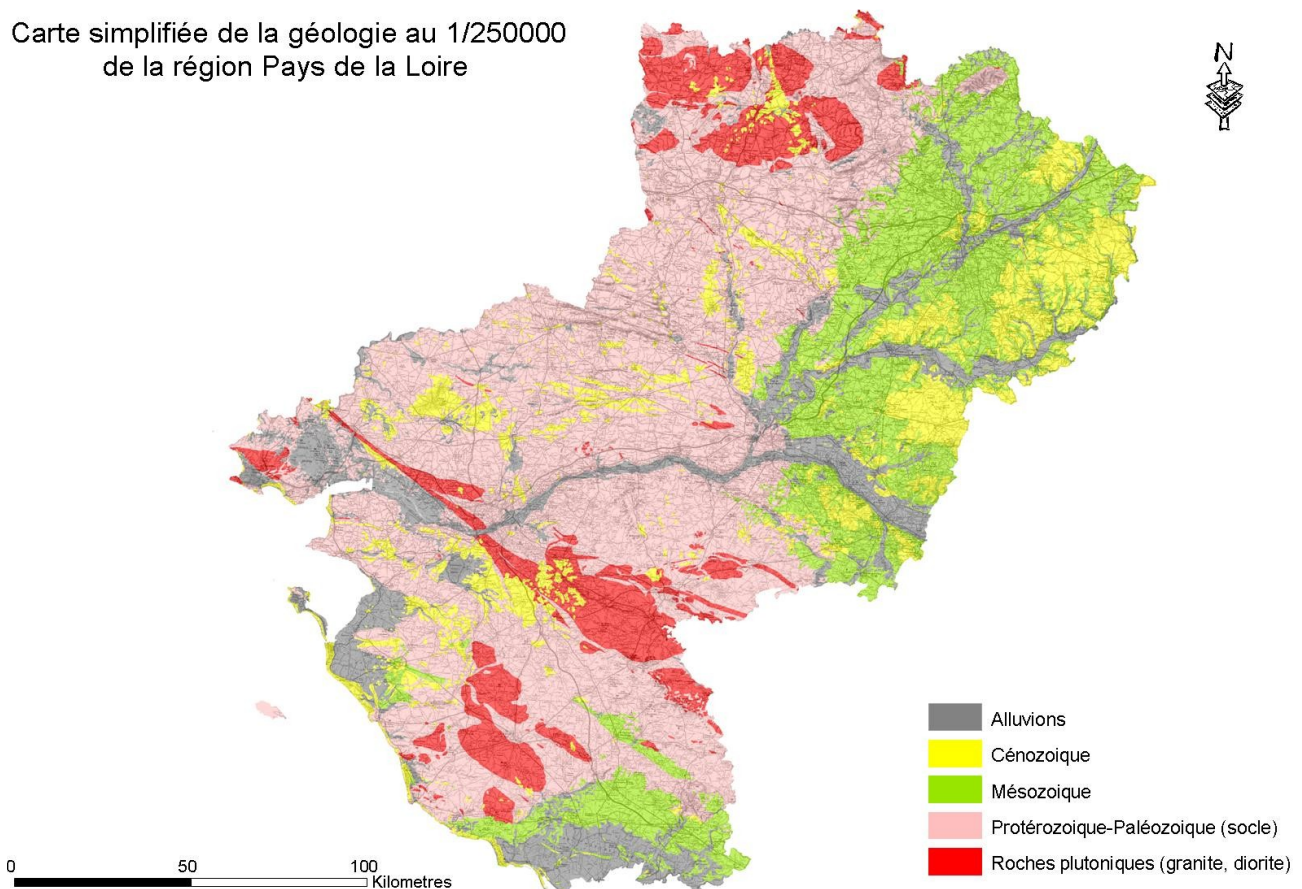 Carte simplifiée de la géologie au 1/250000
de la région Pays de la Loire
N
Alluvions
Cénozoique
Mésozoique
Protérozoique-Paléozoique (socle)
Roches plutoniques (granite, diorite)
0 50 100
Kilometres